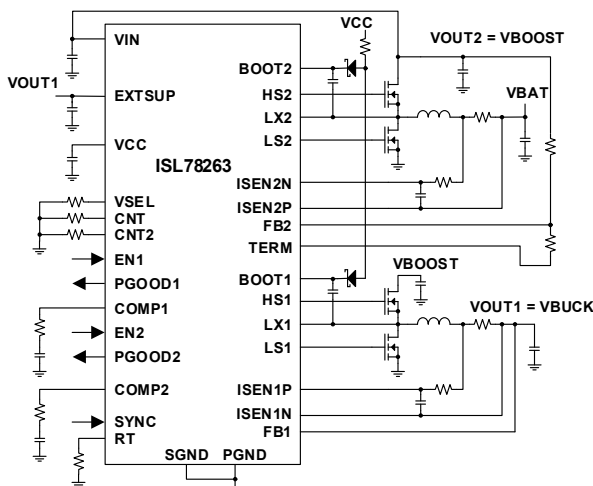 VCC
VIN
VOUT2 = VBOOST
BOOT2
VOUT1
EXTSUP
HS2
VBAT
LX2
VCC
LS2
ISL78263
ISEN2N
VSEL
ISEN2P
CNT
FB2
CNT2
TERM
EN1
BOOT1
VBOOST
PGOOD1
HS1
COMP1
VOUT1 = VBUCK
LX1
EN2
LS1
PGOOD2
COMP2
ISEN1P
ISEN1N
SYNC
FB1
RT
SGND PGND